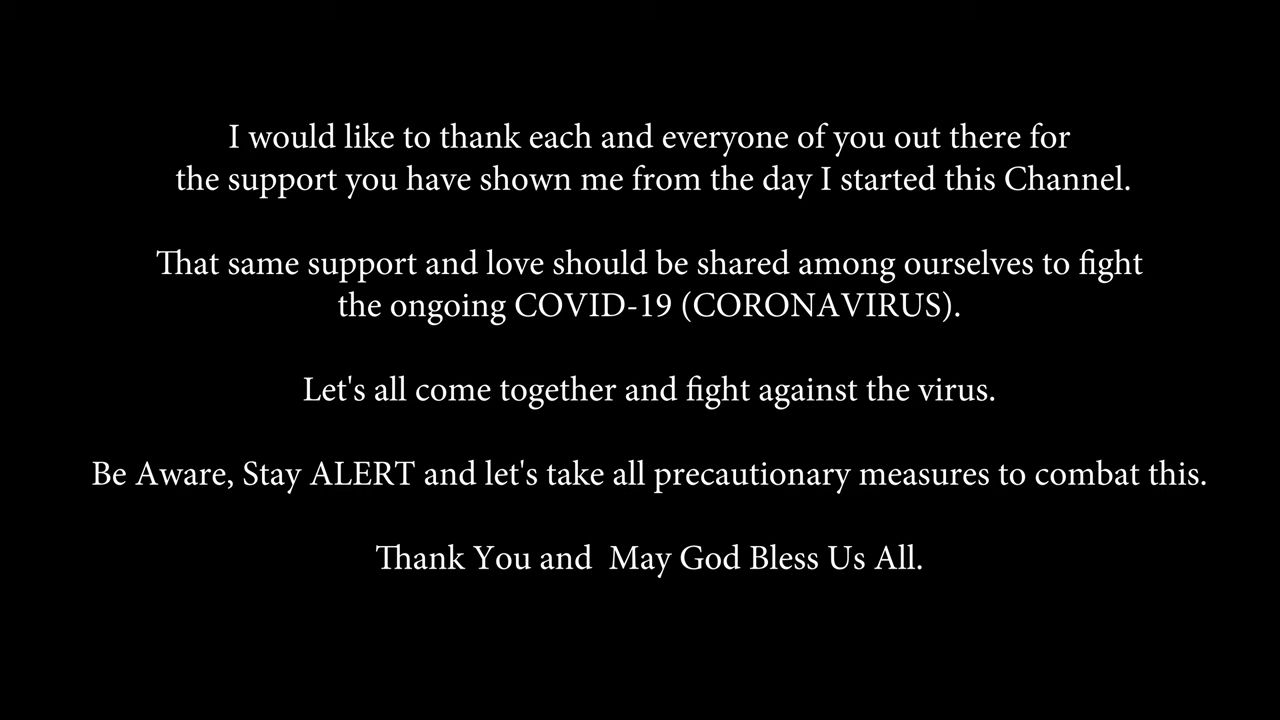 I would like to thank each and everyone of you out there for
the support you have shown me from the day I started this Channel.
That same support and love should be shared among ourselves to fight
the ongoing COVID-19 (CORONAVIRUS).
Let's all come together and fight against the virus.
Be Aware, Stay ALERT and let's take all precautionary measures to combat this.
Thank You and  May God Bless Us All.